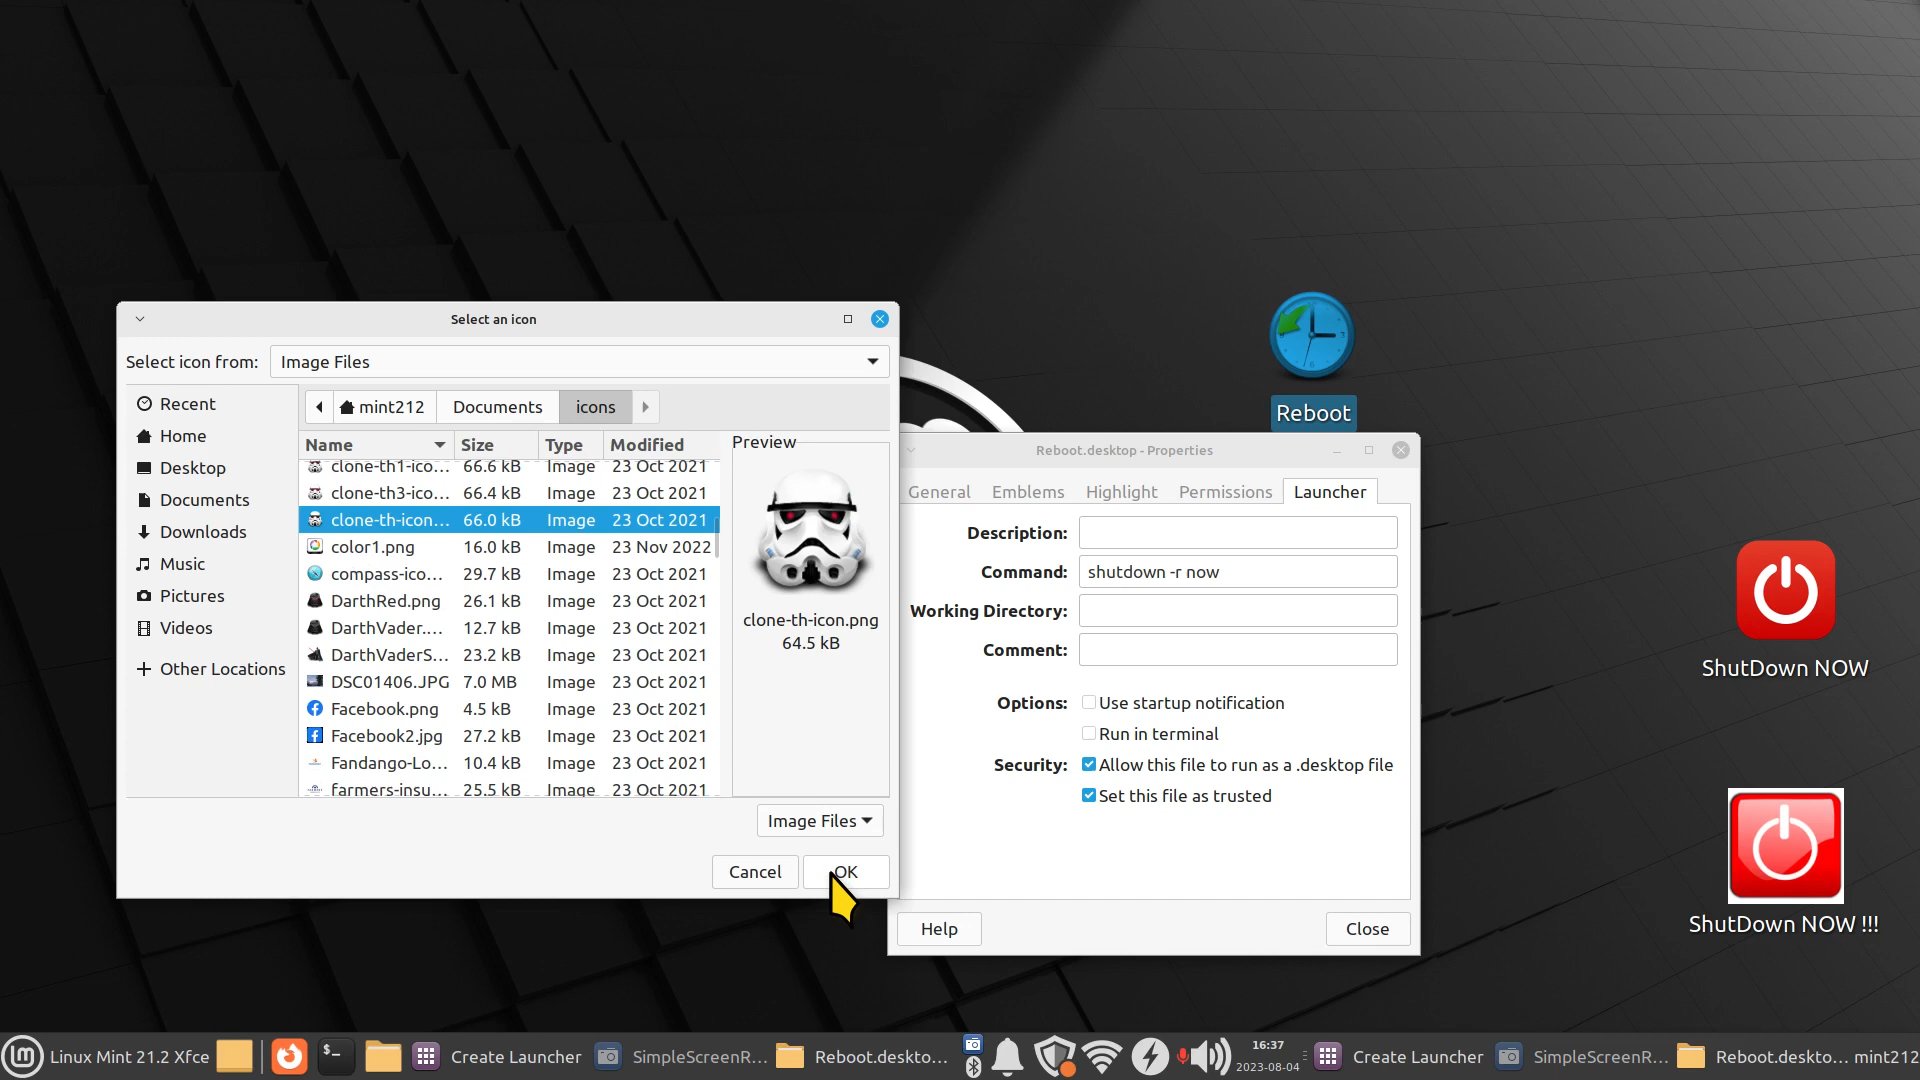 Select an icon
Select icon from: Image Files
Recent
Home
Desktop
Documents
Downloads
Music
Pictures
Videos
Other Locations
mint212 Documents icons
Name Size Type Modified
clone-th1-ico... 66.6 kB Image 23 Oct 2021
clone-th3-ico... 66.4 kB Image 23 Oct 2021
clone-th-icon... 66.0 kB Image 23 Oct 2021
color1.png 16.0 kB Image 23 Nov 2022
compass-ico... 29.7 kB Image 23 Oct 2021
DarthRed.png 26.1 kB Image 23 Oct 2021
DarthVader.... 12.7 kB Image 23 Oct 2021
DarthVaderS... 23.2 kB Image 23 Oct 2021
DSC01406.JPG 7.0 MB Image 23 Oct 2021
Facebook.png 4.5 kB Image 23 Oct 2021
Facebook2.jpg 27.2 kB Image 23 Oct 2021
Fandango-Lo... 10.4 kB Image 23 Oct 2021
farmers-insu... 25.5 kB Image 23 Oct 2021
Preview
clone-th-icon.png
64.5 kB
Image Files
Cancel OK
Reboot
Reboot.desktop - Properties
General Emblems Highlight Permissions Launcher
Description:
Command: shutdown -r now
Working Directory:
Comment:
Options: Use startup notification
Run in terminal
Security: Allow this file to run as a .desktop file
Set this file as trusted
Help Close
ShutDown NOW
ShutDown NOW !!!
Linux Mint 21.2 Xfce Create Launcher SimpleScreenR... Reboot.deskto... 16:37 Create Launcher SimpleScreenR... Reboot.deskto... mint212
2023-08-04